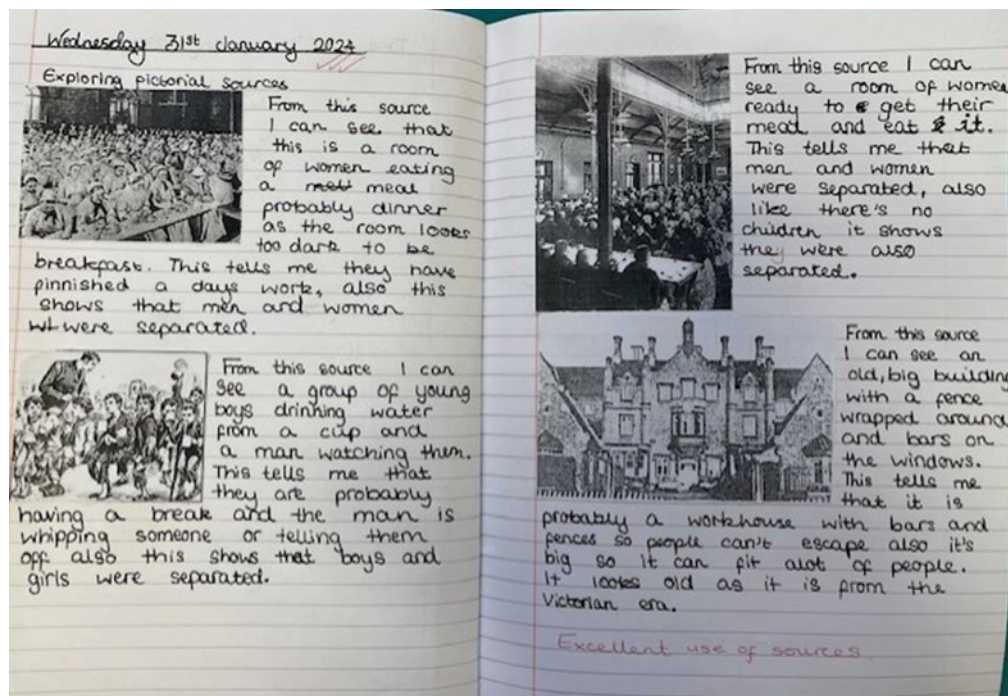 Wednesday 31st January 2024
Exploring pictorial sources
From this source
I can see that
this is a room
of women eating
a melt meal
probably dinner
as the room looks
too dark to be
breakfast. This tells me they have
finnished a days work, also this
shows that men and women
wh were separated.
From this source I can
see a group of young
boys drinning water
from a cup and
a man watching them.
This tells me that
they are probably
having a break and the man is
whipping someone or telling them
off also this shows that boys and
girls were separated.
From this source I can
see a room of women
ready to get their
meal and eat it.
This tells me that
men and women
were separated, also
like there's no
children it shows
they were also
separated.
From this source
I can see an
old, big building
with a fence
wrapped around
and bars on
the windows.
This tells me
that it is
probably a workhouse with bars and
fences so people can't escape also it's
big so it can fit alot of people.
It looks old as it is from the
Victorian era.
Excellent use of sources.